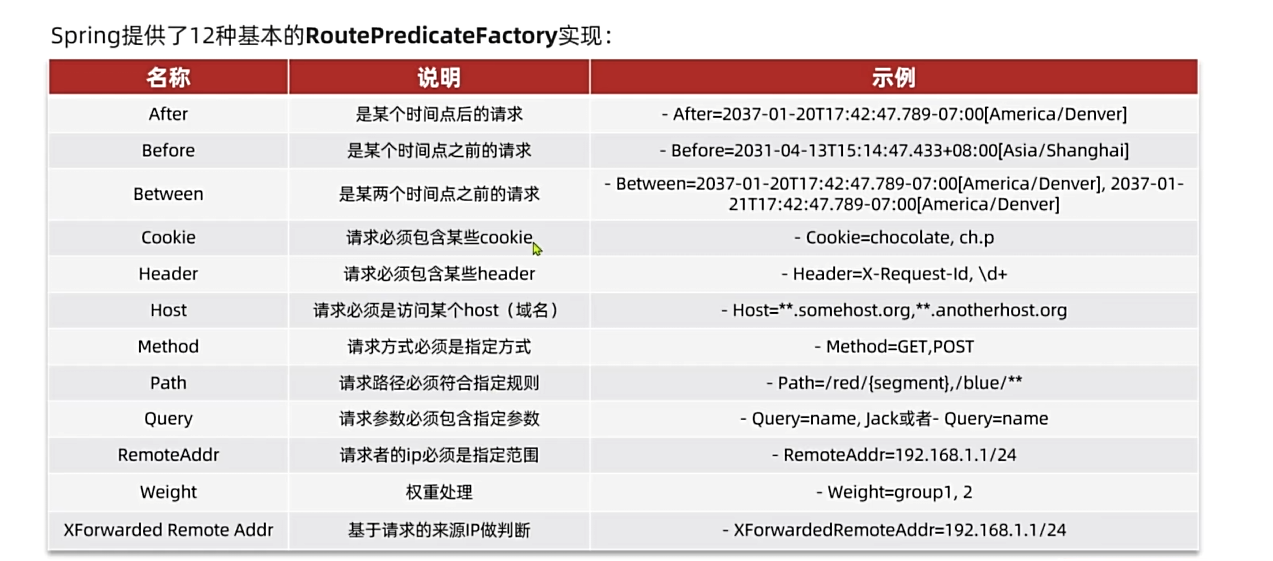 Spring提供了12种基本的RoutePredicateFactory实现：
名称 说明 示例
After 是某个时间点后的请求 - After=2037-01-20T17:42:47.789-07:00[America/Denver]
Before 是某个时间点之前的请求 - Before=2031-04-13T15:14:47.433+08:00[Asia/Shanghai]
Between 是某两个时间点之前的请求 - Between=2037-01-20T17:42:47.789-07:00[America/Denver], 2037-01-
21T17:42:47.789-07:00[America/Denver]
Cookie 请求必须包含某些cookie - Cookie=chocolate, ch.p
Header 请求必须包含某些header - Header=X-Request-Id, \d+
Host 请求必须是访问某个host（域名） - Host=**.somehost.org,**.anotherhost.org
Method 请求方式必须是指定方式 - Method=GET,POST
Path 请求路径必须符合指定规则 - Path=/red/{segment},/blue/**
Query 请求参数必须包含指定参数 - Query=name, Jack或者- Query=name
RemoteAddr 请求者的ip必须是指定范围 - RemoteAddr=192.168.1.1/24
Weight 权重处理 - Weight=group1, 2
XForwarded Remote Addr 基于请求的来源IP做判断 - XForwardedRemoteAddr=192.168.1.1/24